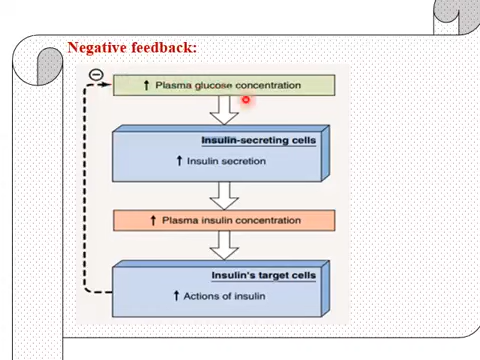 Negative feedback:
−
↑ Plasma glucose concentration
Insulin-secreting cells
↑ Insulin secretion
↑ Plasma insulin concentration
Insulin's target cells
↑ Actions of insulin